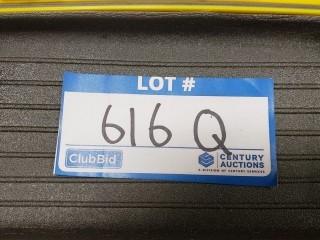 LOT #
616 Q
ClubBid
CENTURY
AUCTIONS
A DIVISION OF CENTURY SERVICES